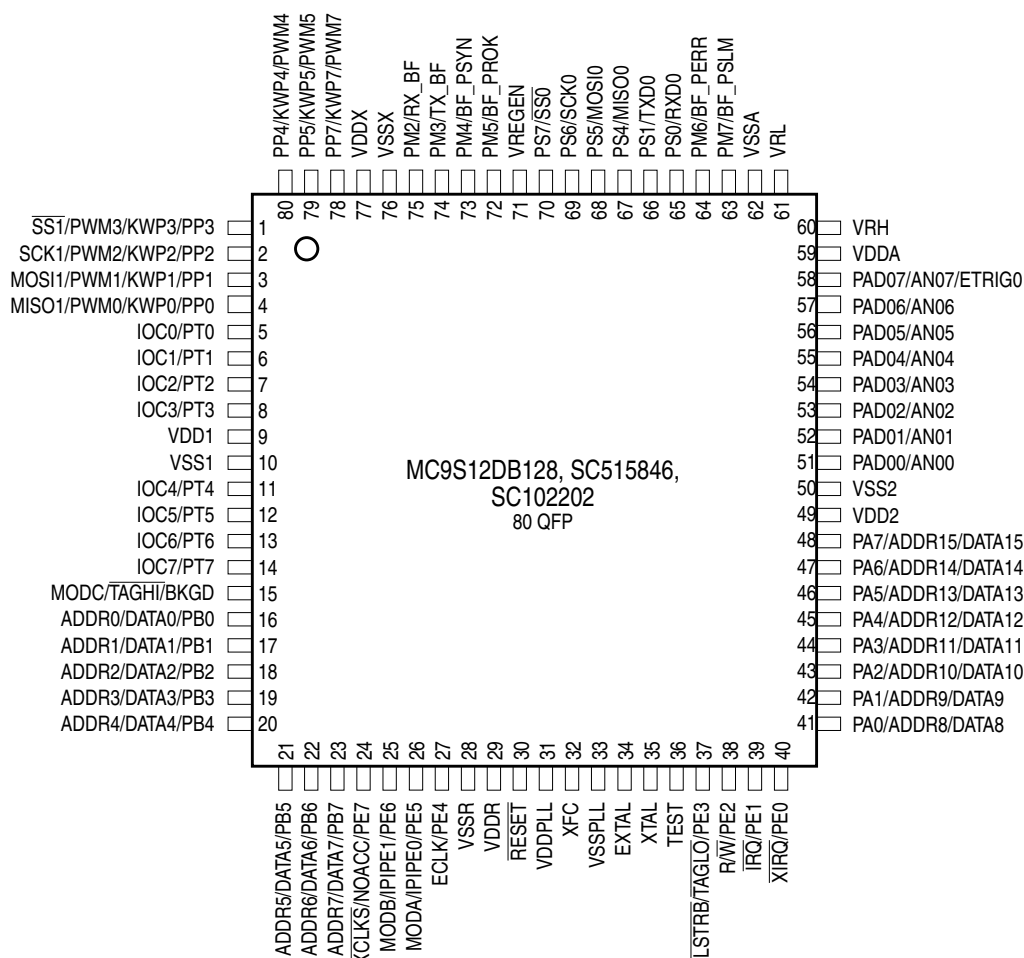 PP4/KWP4/PWM4
PP5/KWP5/PWM5
PP7/KWP7/PWM7
VDDX
VSSX
PM2/RX_BF
PM3/TX_BF
PM4/BF_PSYN
PM5/BF_PROK
VREGEN
PS7/SS0
PS6/SCK0
PS5/MOSI0
PS4/MISO0
PS1/TXD0
PS0/RXD0
PM6/BF_PERR
PM7/BF_PSLM
VSSA
VRL
80
79
78
77
76
75
74
73
72
71
70
69
68
67
66
65
64
63
62
61
SS1/PWM3/KWP3/PP3 1
SCK1/PWM2/KWP2/PP2 2
MOSI1/PWM1/KWP1/PP1 3
MISO1/PWM0/KWP0/PP0 4
IOC0/PT0 5
IOC1/PT1 6
IOC2/PT2 7
IOC3/PT3 8
VDD1 9
VSS1 10
IOC4/PT4 11
IOC5/PT5 12
IOC6/PT6 13
IOC7/PT7 14
MODC/TAGHI/BKGD 15
ADDR0/DATA0/PB0 16
ADDR1/DATA1/PB1 17
ADDR2/DATA2/PB2 18
ADDR3/DATA3/PB3 19
ADDR4/DATA4/PB4 20
MC9S12DB128, SC515846,
SC102202
80 QFP
60 VRH
59 VDDA
58 PAD07/AN07/ETRIG0
57 PAD06/AN06
56 PAD05/AN05
55 PAD04/AN04
54 PAD03/AN03
53 PAD02/AN02
52 PAD01/AN01
51 PAD00/AN00
50 VSS2
49 VDD2
48 PA7/ADDR15/DATA15
47 PA6/ADDR14/DATA14
46 PA5/ADDR13/DATA13
45 PA4/ADDR12/DATA12
44 PA3/ADDR11/DATA11
43 PA2/ADDR10/DATA10
42 PA1/ADDR9/DATA9
41 PA0/ADDR8/DATA8
21
22
23
24
25
26
27
28
29
30
31
32
33
34
35
36
37
38
39
40
ADDR5/DATA5/PB5
ADDR6/DATA6/PB6
ADDR7/DATA7/PB7
XCLKS/NOACC/PE7
MODB/IPIPE1/PE6
MODA/IPIPE0/PE5
ECLK/PE4
VSSR
VDDR
RESET
VDDPLL
XFC
VSSPLL
EXTAL
XTAL
TEST
LSTRB/TAGLO/PE3
R/W/PE2
IRQ/PE1
XIRQ/PE0